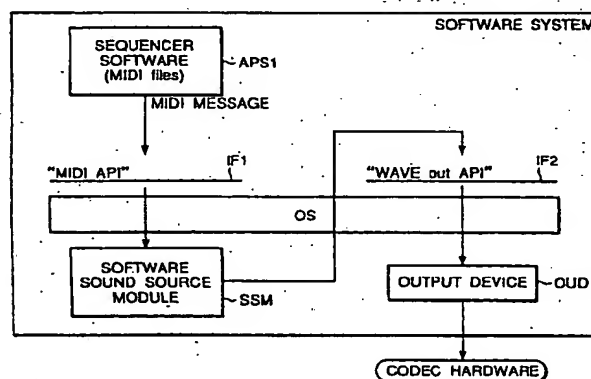 SOFTWARE SYSTEM
SEQUENCER
SOFTWARE
(MIDI files)
APS1
MIDI MESSAGE
"MIDI API"
IF1
"WAVE out API"
IF2
OS
SOFTWARE
SOUND SOURCE
MODULE
SSM
OUTPUT DEVICE
OUD
CODEC HARDWARE